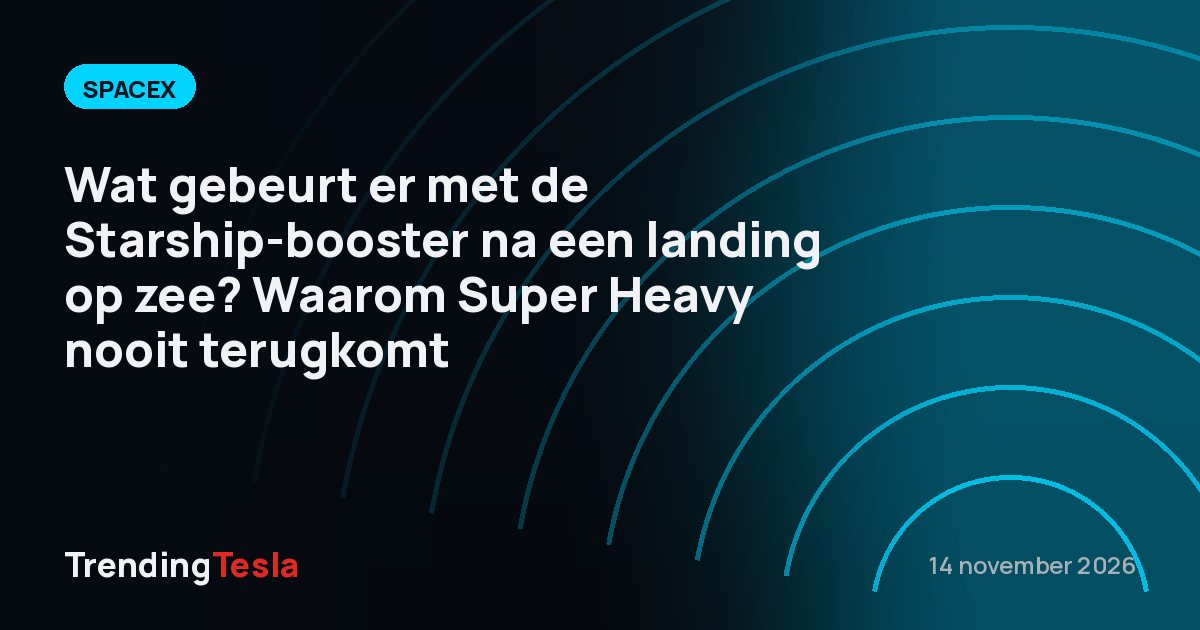 SPACEX
Wat gebeurt er met de
Starship-booster na een landing
op zee? Waarom Super Heavy
nooit terugkomt
TrendingTesla
14 november 2026